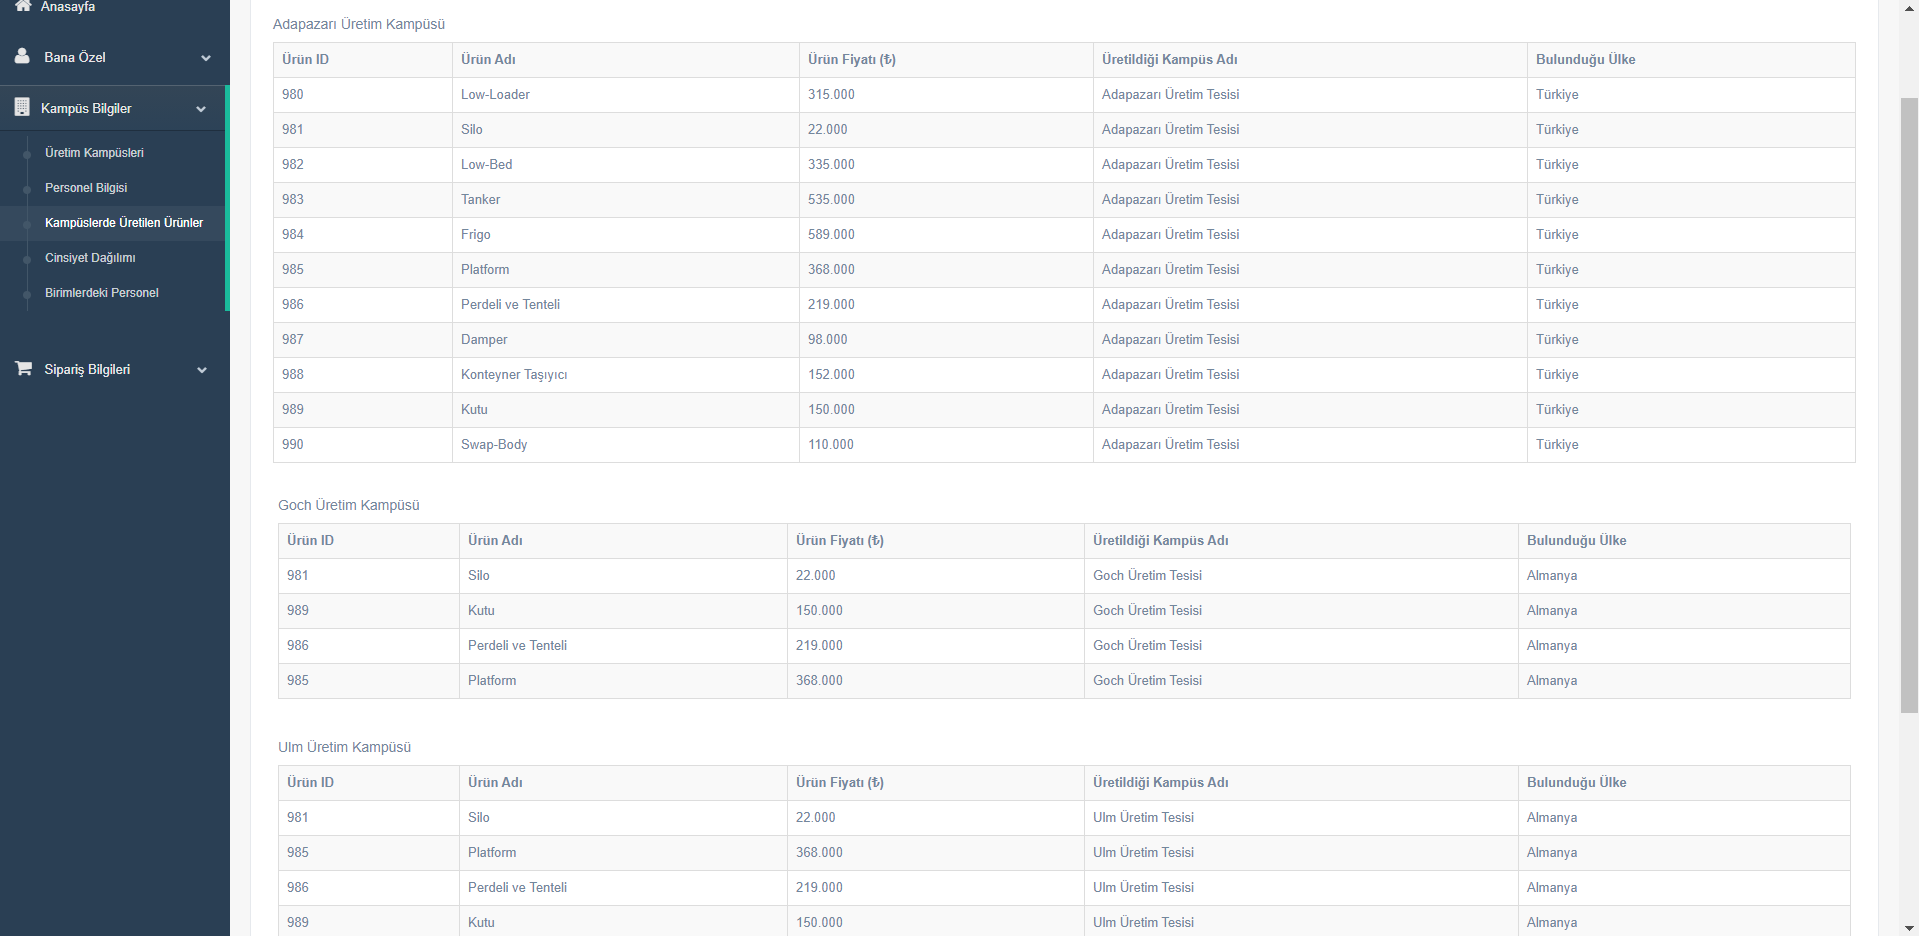 Anasayfa
Bana Özel
Kampüs Bilgiler
Üretim Kampüsleri
Personel Bilgisi
Kampüslerde Üretilen Ürünler
Cinsiyet Dağılımı
Birimlerdeki Personel
Sipariş Bilgileri
Adapazarı Üretim Kampüsü
Ürün ID Ürün Adı Ürün Fiyatı (₺) Üretildiği Kampüs Adı Bulunduğu Ülke
980 Low-Loader 315.000 Adapazarı Üretim Tesisi Türkiye
981 Silo 22.000 Adapazarı Üretim Tesisi Türkiye
982 Low-Bed 335.000 Adapazarı Üretim Tesisi Türkiye
983 Tanker 535.000 Adapazarı Üretim Tesisi Türkiye
984 Frigo 589.000 Adapazarı Üretim Tesisi Türkiye
985 Platform 368.000 Adapazarı Üretim Tesisi Türkiye
986 Perdeli ve Tenteli 219.000 Adapazarı Üretim Tesisi Türkiye
987 Damper 98.000 Adapazarı Üretim Tesisi Türkiye
988 Konteyner Taşıyıcı 152.000 Adapazarı Üretim Tesisi Türkiye
989 Kutu 150.000 Adapazarı Üretim Tesisi Türkiye
990 Swap-Body 110.000 Adapazarı Üretim Tesisi Türkiye
Goch Üretim Kampüsü
Ürün ID Ürün Adı Ürün Fiyatı (₺) Üretildiği Kampüs Adı Bulunduğu Ülke
981 Silo 22.000 Goch Üretim Tesisi Almanya
989 Kutu 150.000 Goch Üretim Tesisi Almanya
986 Perdeli ve Tenteli 219.000 Goch Üretim Tesisi Almanya
985 Platform 368.000 Goch Üretim Tesisi Almanya
Ulm Üretim Kampüsü
Ürün ID Ürün Adı Ürün Fiyatı (₺) Üretildiği Kampüs Adı Bulunduğu Ülke
981 Silo 22.000 Ulm Üretim Tesisi Almanya
985 Platform 368.000 Ulm Üretim Tesisi Almanya
986 Perdeli ve Tenteli 219.000 Ulm Üretim Tesisi Almanya
989 Kutu 150.000 Ulm Üretim Tesisi Almanya